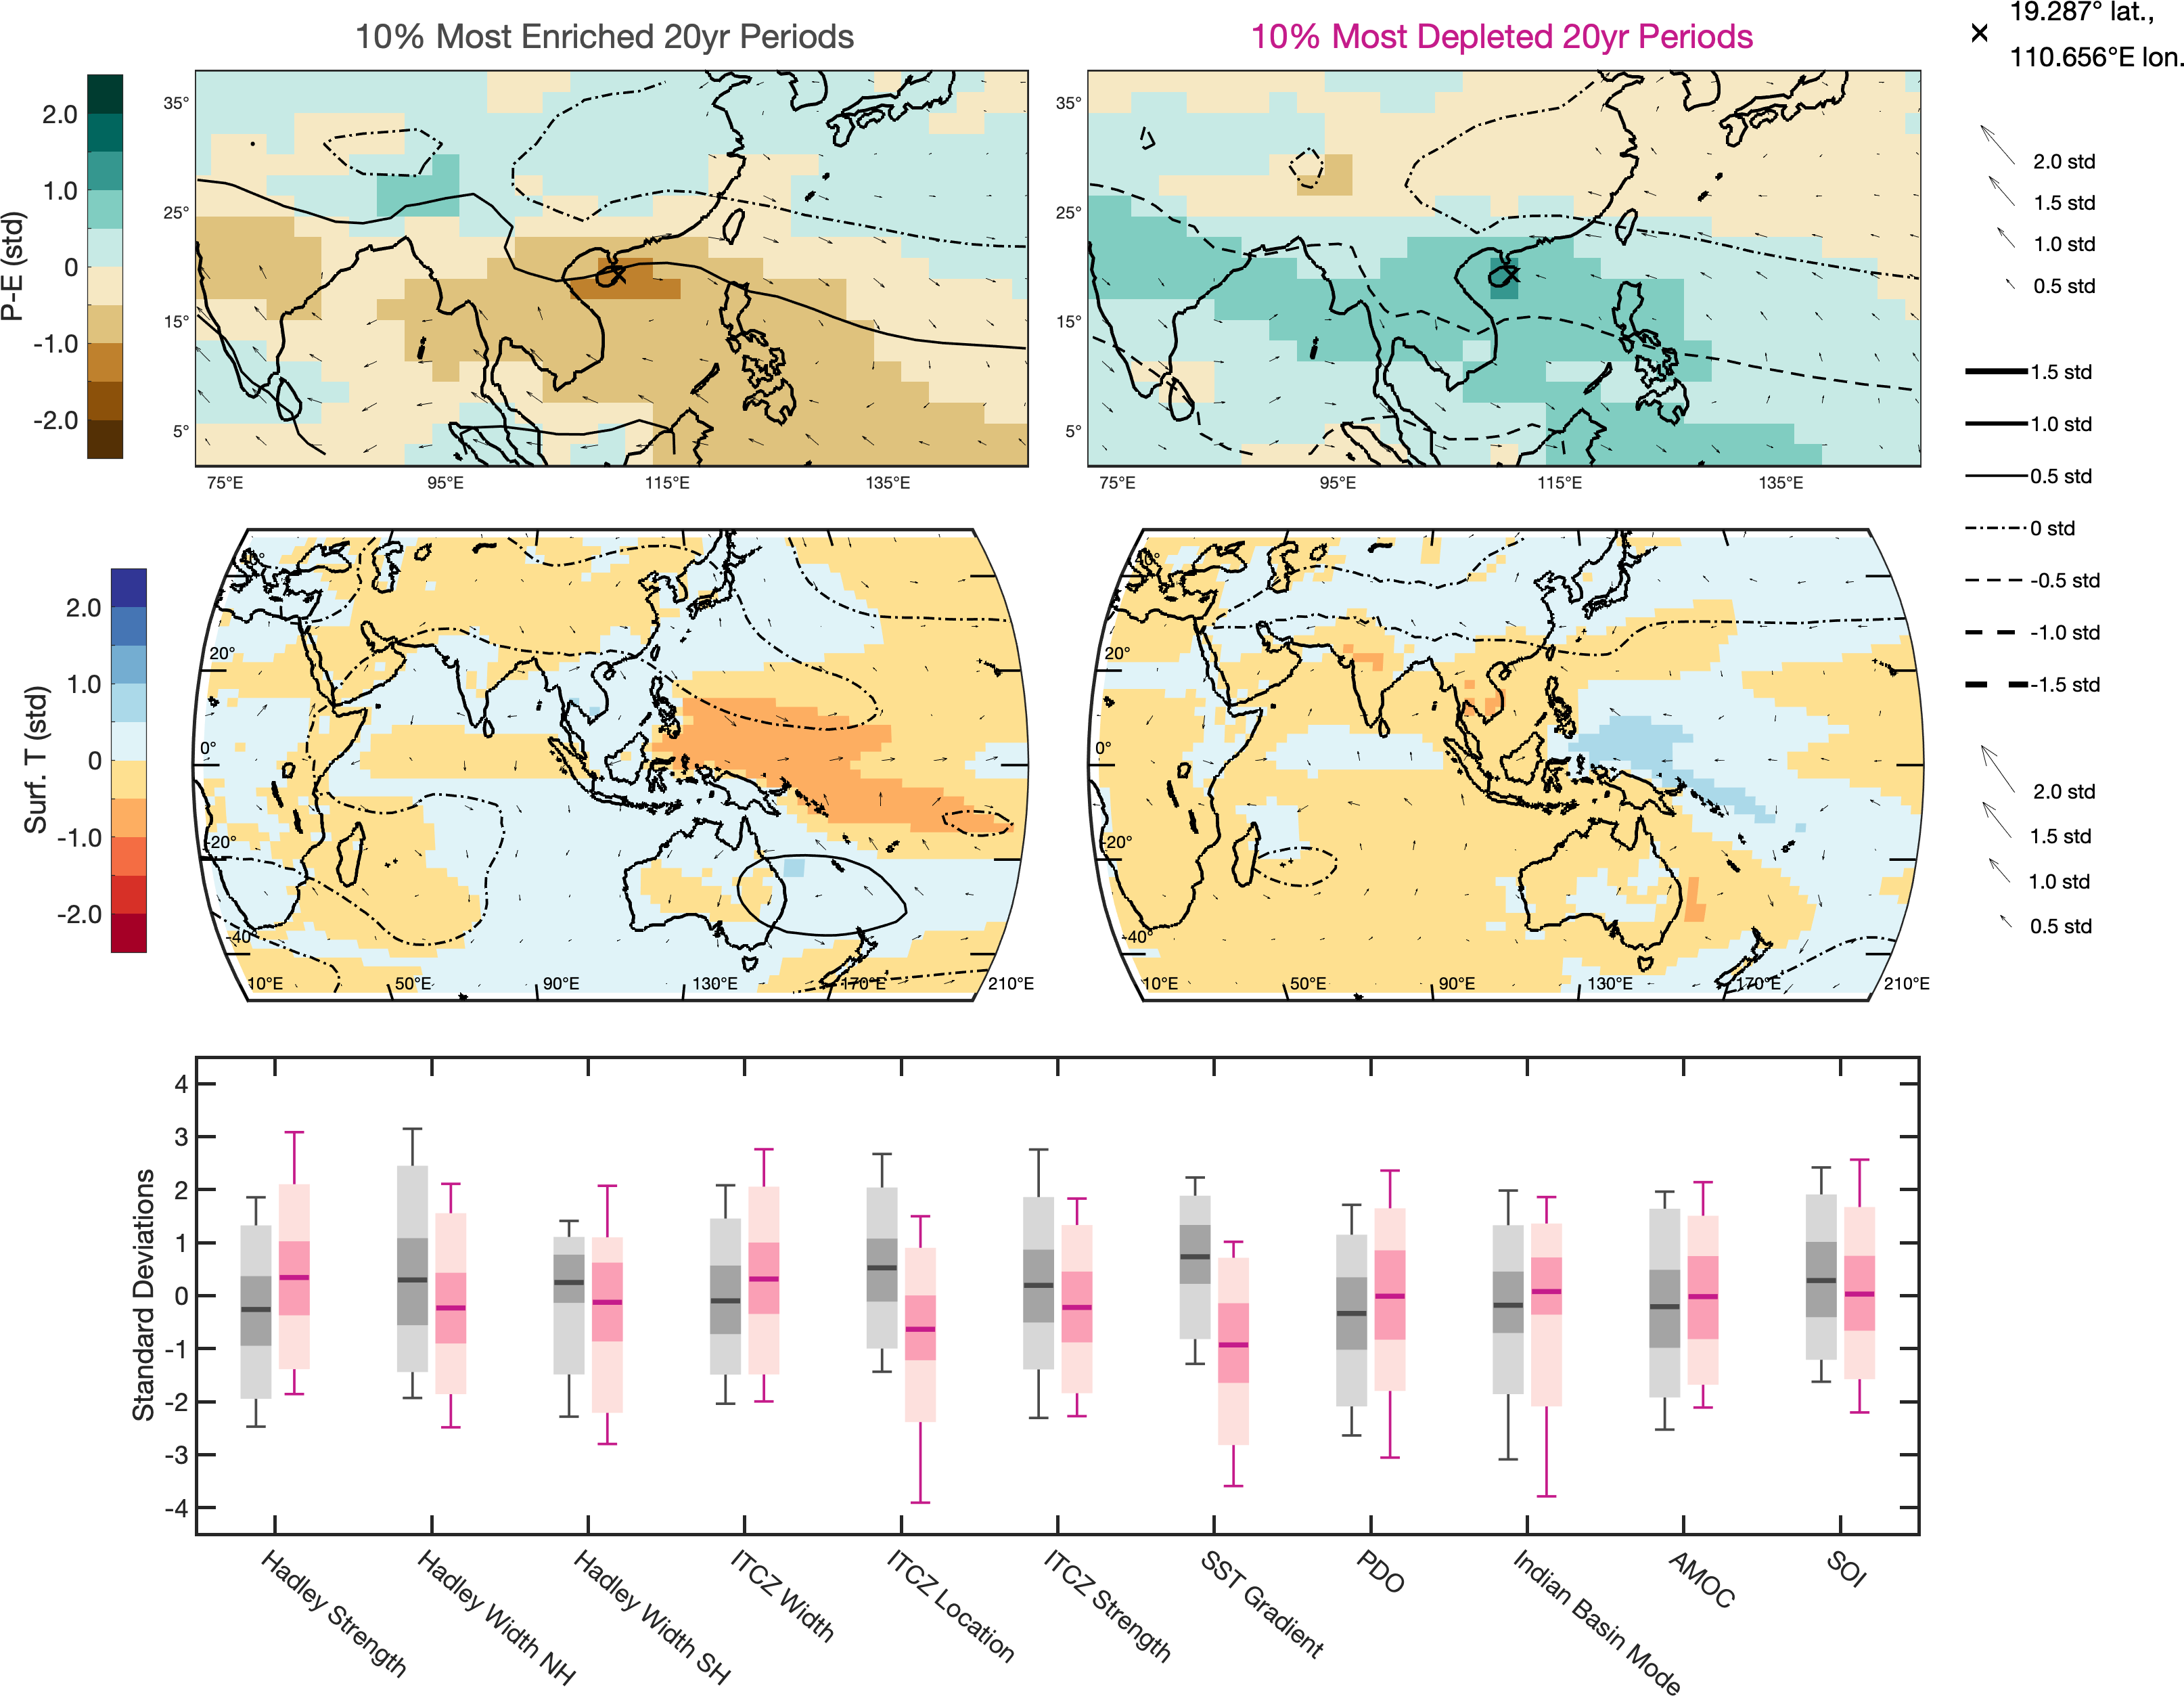 10% Most Enriched 20yr Periods
10% Most Depleted 20yr Periods
19.287° lat.,
110.656°E lon.
P-E (std)
2.0
1.0
0
-1.0
-2.0
35°
25°
15°
5°
75°E
95°E
115°E
135°E
35°
25°
15°
5°
75°E
95°E
115°E
135°E
2.0 std
1.5 std
1.0 std
0.5 std
1.5 std
1.0 std
0.5 std
0 std
-0.5 std
-1.0 std
-1.5 std
Surf. T (std)
2.0
1.0
0
-1.0
-2.0
40°
20°
0°
-20°
-40°
10°E
50°E
90°E
130°E
170°E
210°E
40°
20°
0°
-20°
-40°
10°E
50°E
90°E
130°E
170°E
210°E
2.0 std
1.5 std
1.0 std
0.5 std
Standard Deviations
4
3
2
1
0
-1
-2
-3
-4
Hadley Strength
Hadley Width NH
Hadley Width SH
ITCZ Width
ITCZ Location
ITCZ Strength
SST Gradient
PDO
Indian Basin Mode
AMOC
SOI